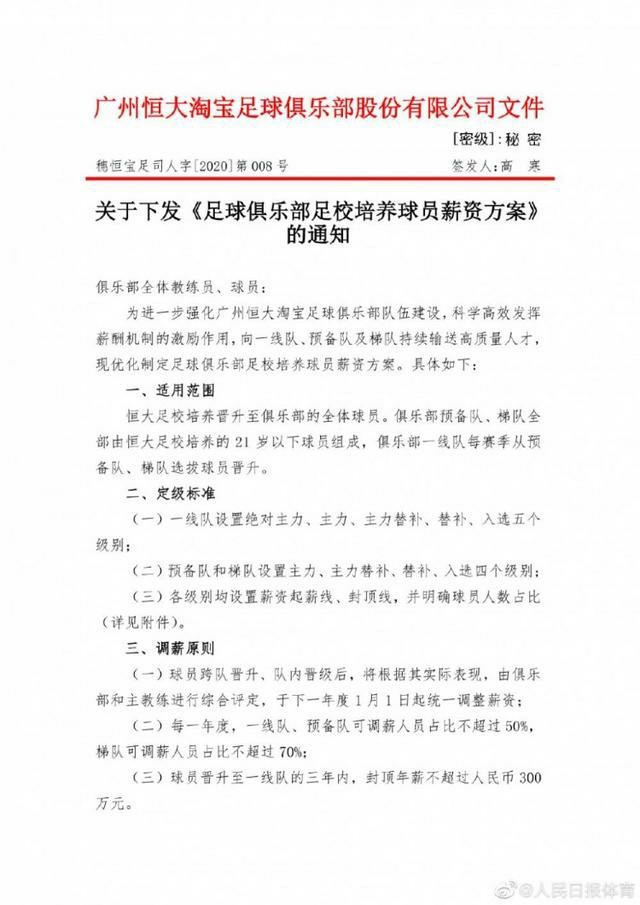 广州恒大淘宝足球俱乐部股份有限公司文件
[密级]：秘 密
穗恒宝足司人字[2020]第 008 号 签发人：高 寒
关于下发《足球俱乐部足校培养球员薪资方案》
的通知
俱乐部全体教练员、球员：
为进一步强化广州恒大淘宝足球俱乐部队伍建设，科学高效发挥
薪酬机制的激励作用，向一线队、预备队及梯队持续输送高质量人才，
现优化制定足球俱乐部足校培养球员薪资方案。具体如下：
一、适用范围
恒大足校培养晋升至俱乐部的全体球员。俱乐部预备队、梯队全
部由恒大足校培养的 21 岁以下球员组成，俱乐部一线队每赛季从预
备队、梯队选拔球员晋升。
二、定级标准
（一）一线队设置绝对主力、主力、主力替补、替补、入选五个
级别；
（二）预备队和梯队设置主力、主力替补、替补、入选四个级别；
（三）各级别均设置薪资起薪线、封顶线，并明确球员人数占比
（详见附件）。
三、调薪原则
（一）球员跨队晋升、队内晋级后，将根据其实际表现，由俱乐
部和主教练进行综合评定，于下一年度 1 月 1 日起统一调整薪资；
（二）每一年度，一线队、预备队可调薪人员占比不超过 50%，
梯队可调薪人员占比不超过 70%；
（三）球员晋升至一线队的三年内，封顶年薪不超过人民币 300
万元。
@人民日报体育